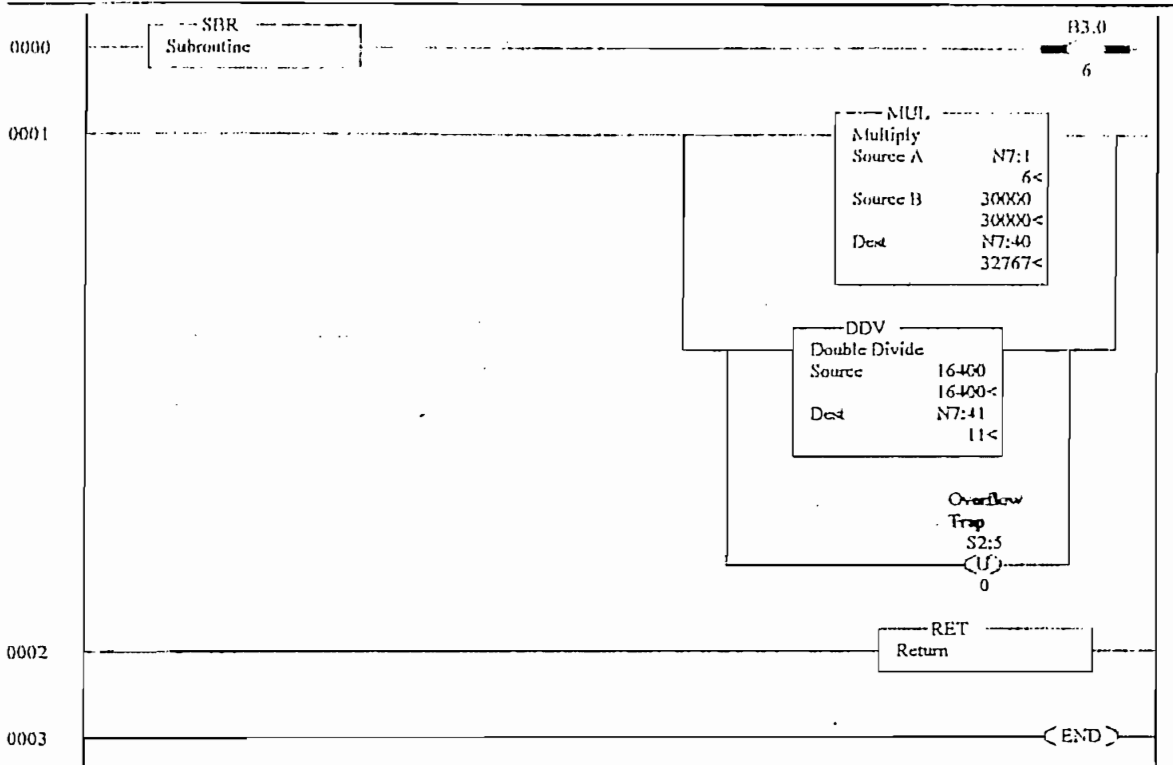 SBR
0000
Subroutine
B3:0
6
0001
MUL
Multiply
Source A N7:1
6<
Source B 30000
30000<
Dest N7:40
32767<
DDV
Double Divide
Source 16400
16400<
Dest N7:41
11<
Overflow
Trap
S2:5
U
0
0002
RET
Return
0003
END